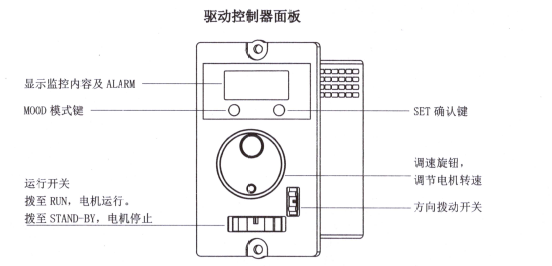 驱动控制器面板
显示监控内容及 ALARM
MOOD 模式键
SET 确认键
调速旋钮,
调节电机转速
运行开关
拨至 RUN, 电机运行。
方向拨动开关
拨至 STAND-BY, 电机停止